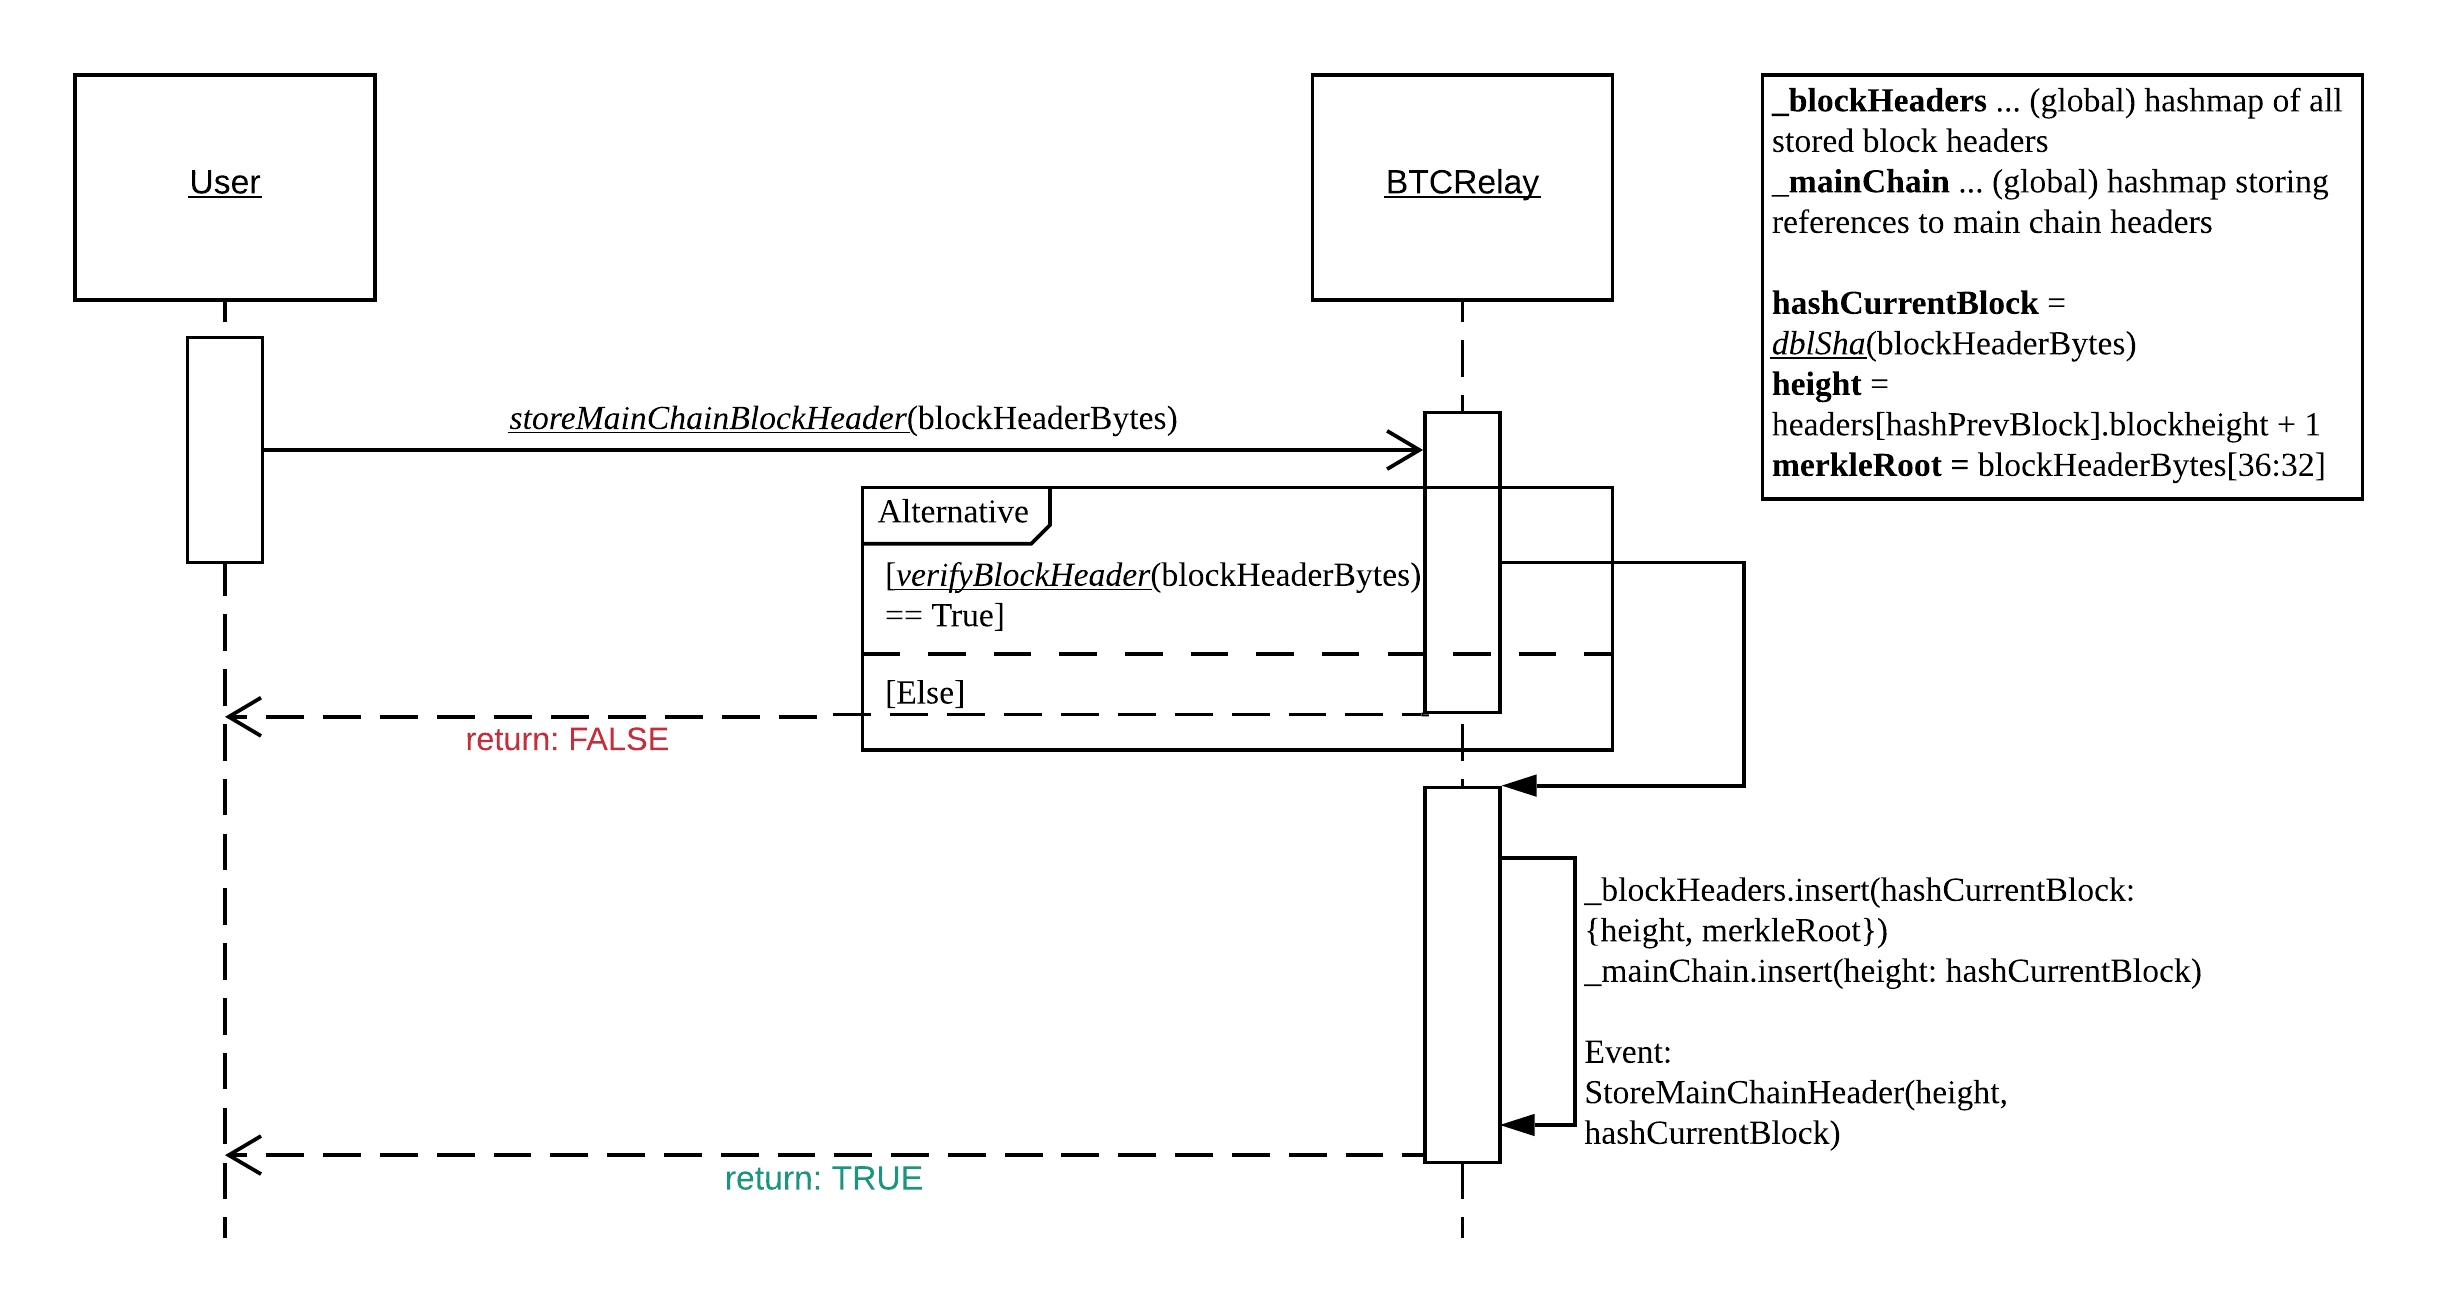 User
BTCRelay
_blockHeaders ... (global) hashmap of all
stored block headers
_mainChain ... (global) hashmap storing
references to main chain headers
hashCurrentBlock =
dblSha(blockHeaderBytes)
height =
headers[hashPrevBlock].blockheight + 1
merkleRoot = blockHeaderBytes[36:32]
storeMainChainBlockHeader(blockHeaderBytes)
Alternative
[verifyBlockHeader(blockHeaderBytes)
== True]
[Else]
return: FALSE
_blockHeaders.insert(hashCurrentBlock:
{height, merkleRoot})
_mainChain.insert(height: hashCurrentBlock)
Event:
StoreMainChainHeader(height,
hashCurrentBlock)
return: TRUE